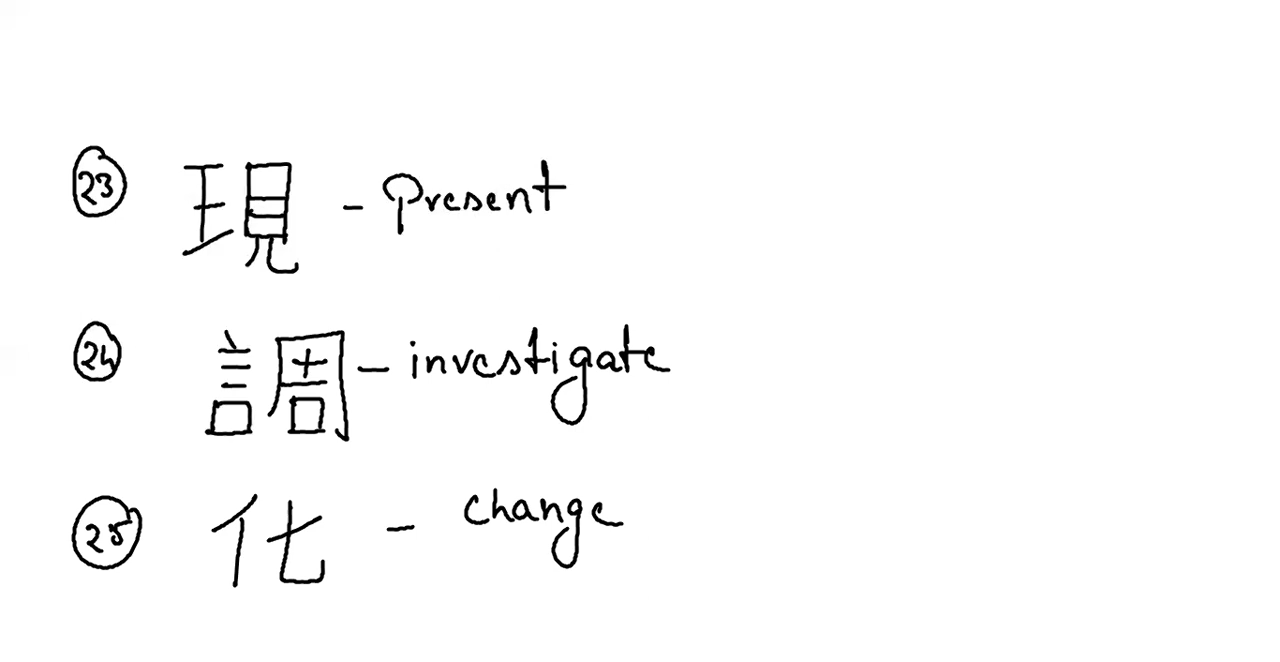 23 現 - Present
24 調 - investigate
25 化 - change